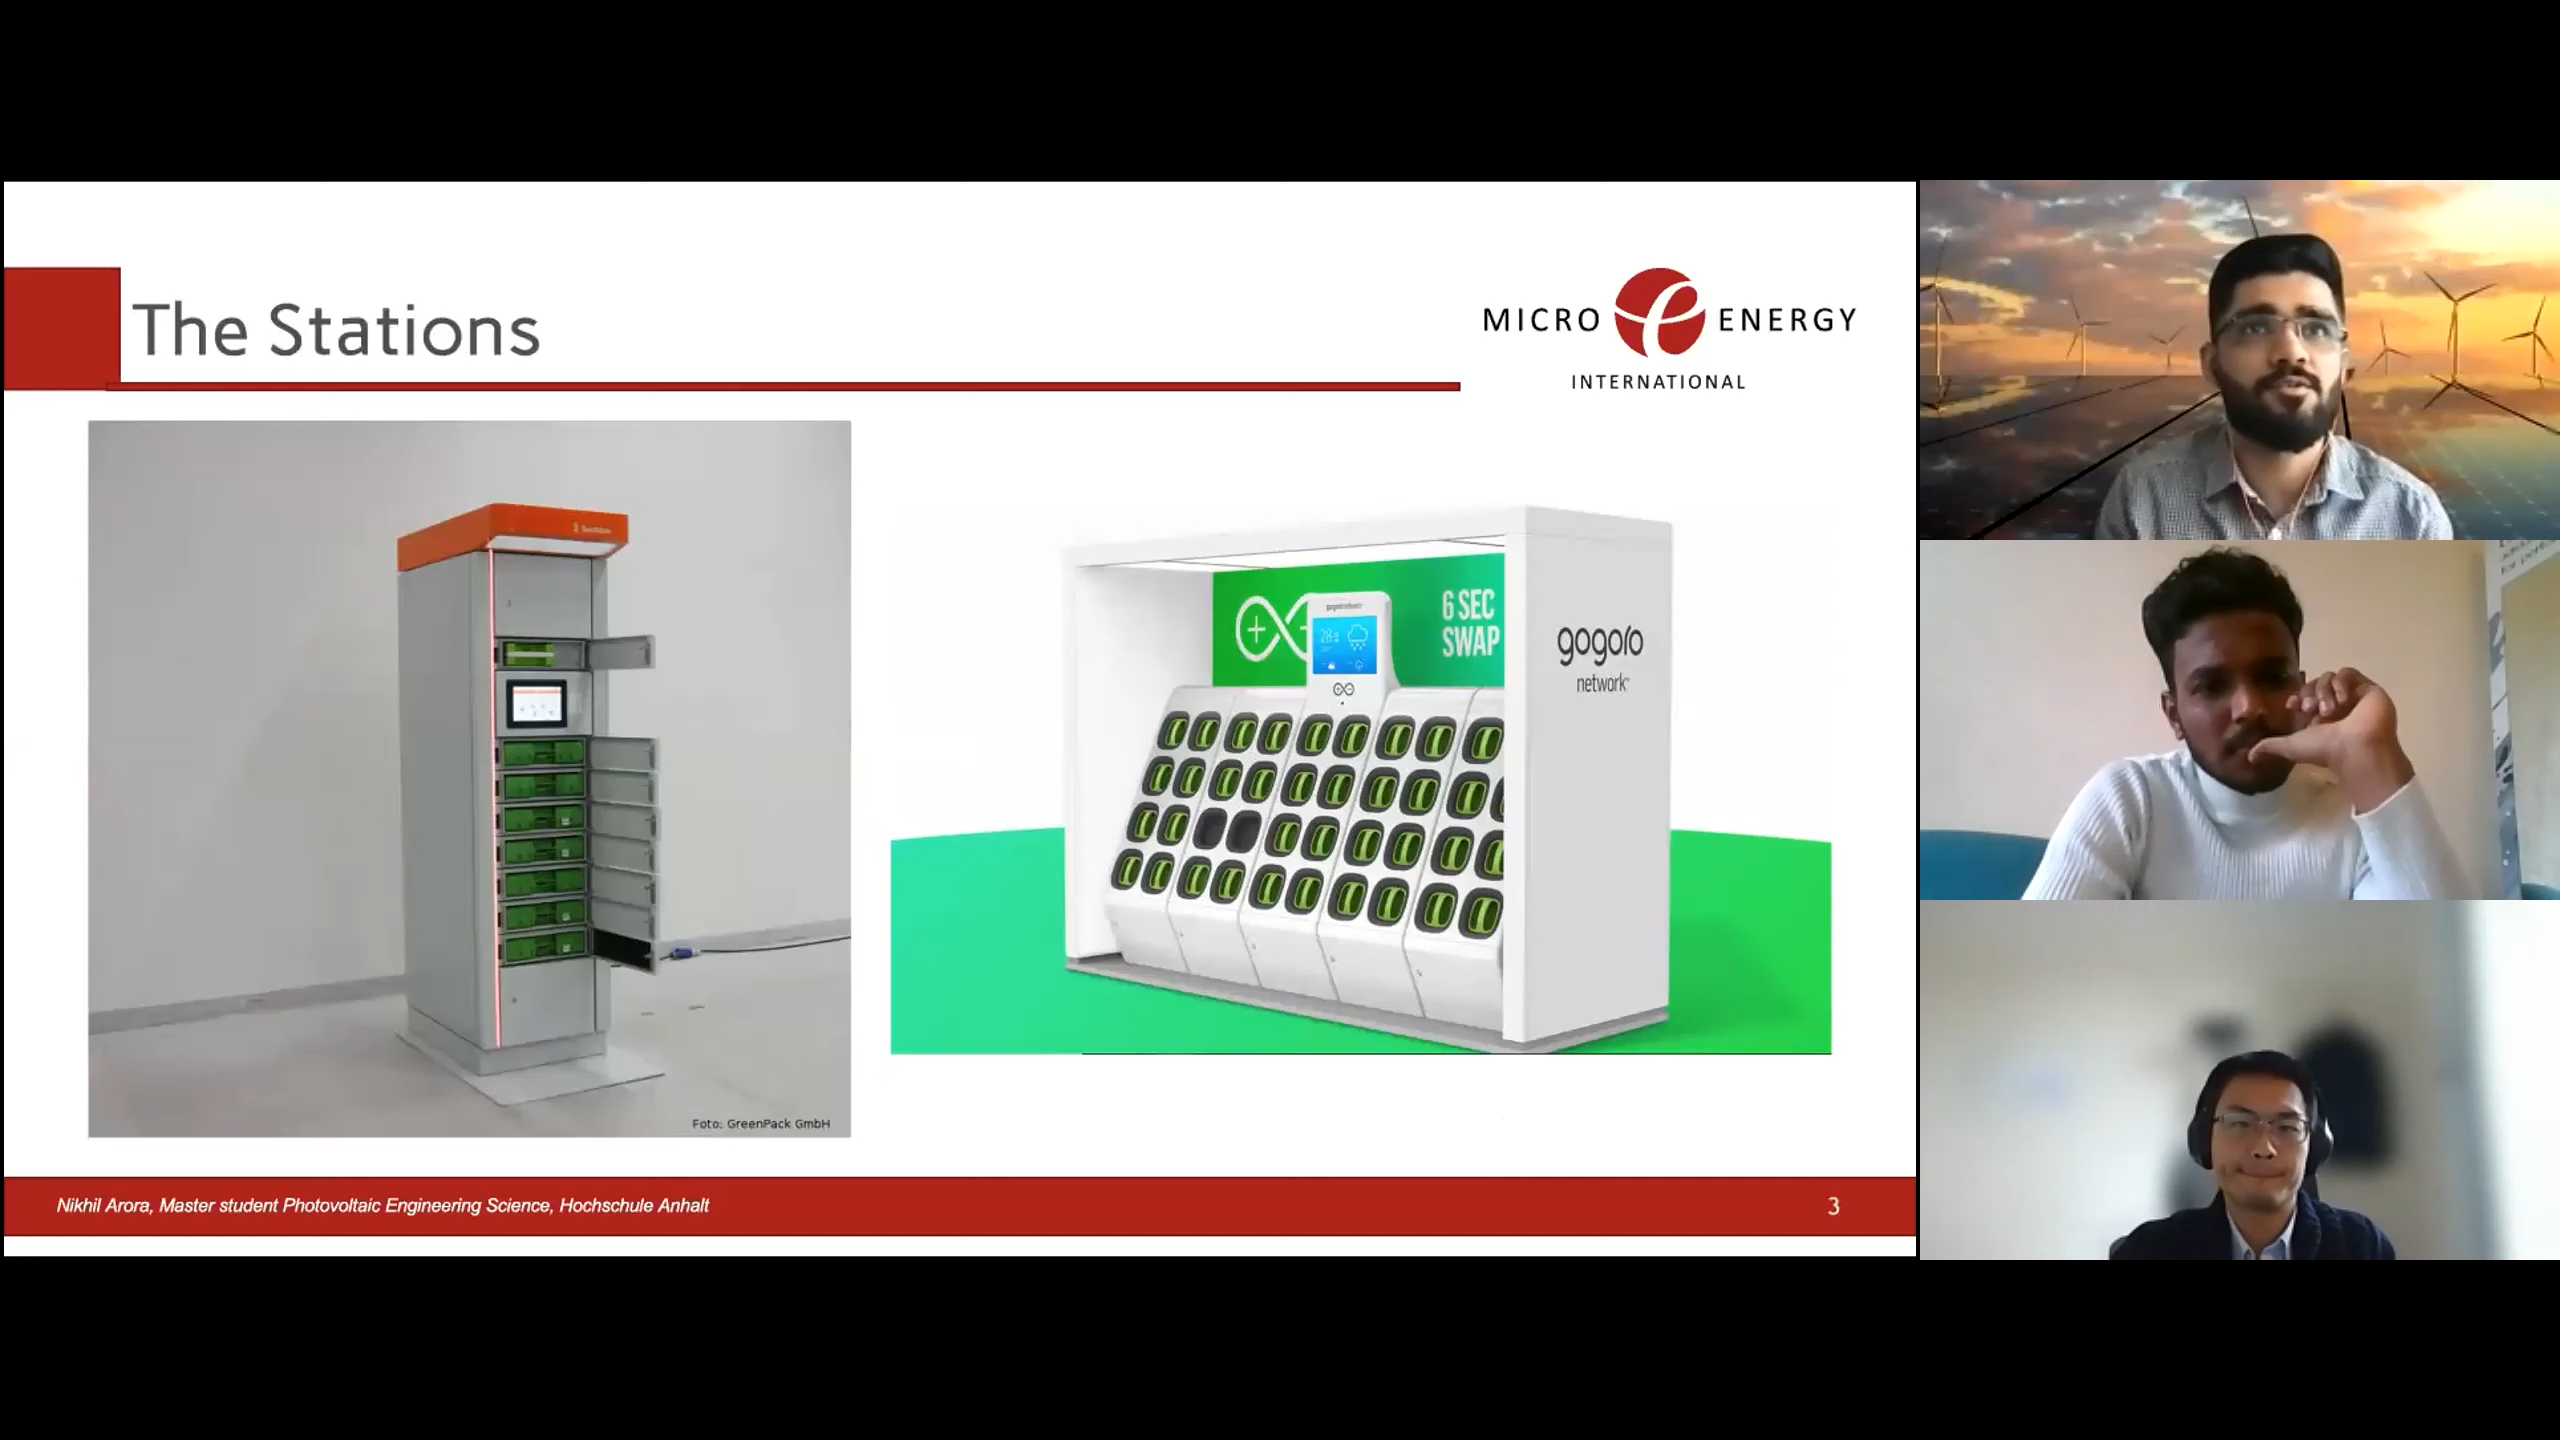 The Stations
MICRO ENERGY
INTERNATIONAL
6 SEC
SWAP
gogoro
network
Foto: GreenPack GmbH
Nikhil Arora, Master student Photovoltaic Engineering Science, Hochschule Anhalt
3